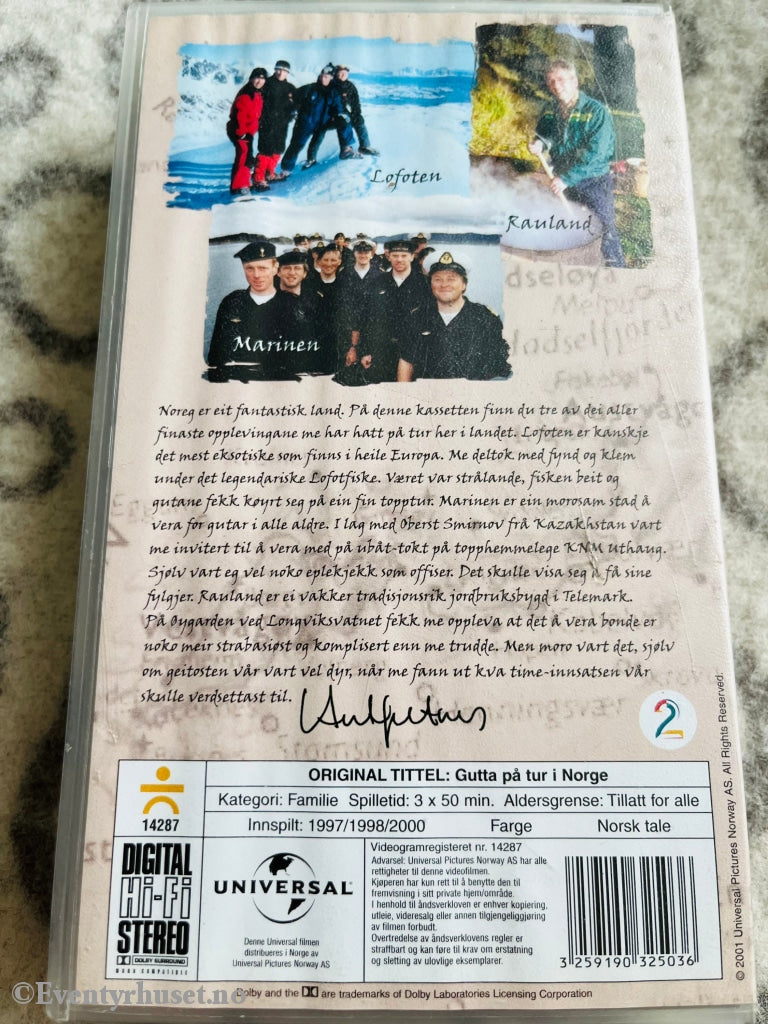 Lofoten
Rauland
Marinen
dseløya
Fiskebøl
Noreg er eit fantastisk land. På denne kassetten finn du tre av dei aller
finaste opplevingane me har hatt på tur her i landet. Lofoten er kanskje
det mest eksotiske som finns i heile Europa. Me deltok med fynd og klem
under det legendariske Lofotfiske. Været var strålande, fisken beit og
gutane fekk køyrt seg på ein fin topptur. Marinen er ein morosam stad å
vera for gutar i alle aldre. I lag med Oberst Smirnov frå Kazakhstan vart
me invitert til å vera med på ubåt-tokt på topphemmelege KNM Uthaug.
Sjølv vart eg vel noko eplekjekk som offiser. Det skulle visa seg å få sine
fylgjer. Rauland er ei vakker tradisjonsrik jordbruksbygd i Telemark.
På Øygarden ved Longviksvatnet fekk me oppleva at det å vera bonde er
noko meir strabasiøst og komplisert enn me trudde. Men moro vart det, sjølv
om geitosten vår vart vel dyr, når me fann ut kva time-innsatsen vår
skulle verdsettast til.
2
ORIGINAL TITTEL: Gutta på tur i Norge
Kategori: Familie Spilletid: 3 x 50 min. Aldersgrense: Tillatt for alle
14287
Innspilt: 1997/1998/2000 Farge Norsk tale
DIGITAL
Hi-Fi
STEREO
DOLBY SURROUND
UNIVERSAL
Denne Universal filmen
distribueres i Norge av
Universal Pictures Norway AS
Videogramregisteret nr. 14287
Advarsel: Universal Pictures Norway AS har alle
rettigheter til denne videofilmen.
Kjøperen har kun rett til å benytte den til
fremvisning i sitt private hjem/område.
I henhold til åndsverkloven er enhver kopiering,
utleie, videresalg eller annen tilgjengeliggjøring
av filmen forbudt.
Overtredelse av åndsverklovens regler er
straffbart og kan føre til krav om erstatning
og sletting av ulovlige eksemplarer.
3 259190 325036
Dolby and the DD are trademarks of Dolby Laboratories Licensing Corporation
© 2001 Universal Pictures Norway AS. All Rights Reserved.
©Eventyrhuset.no